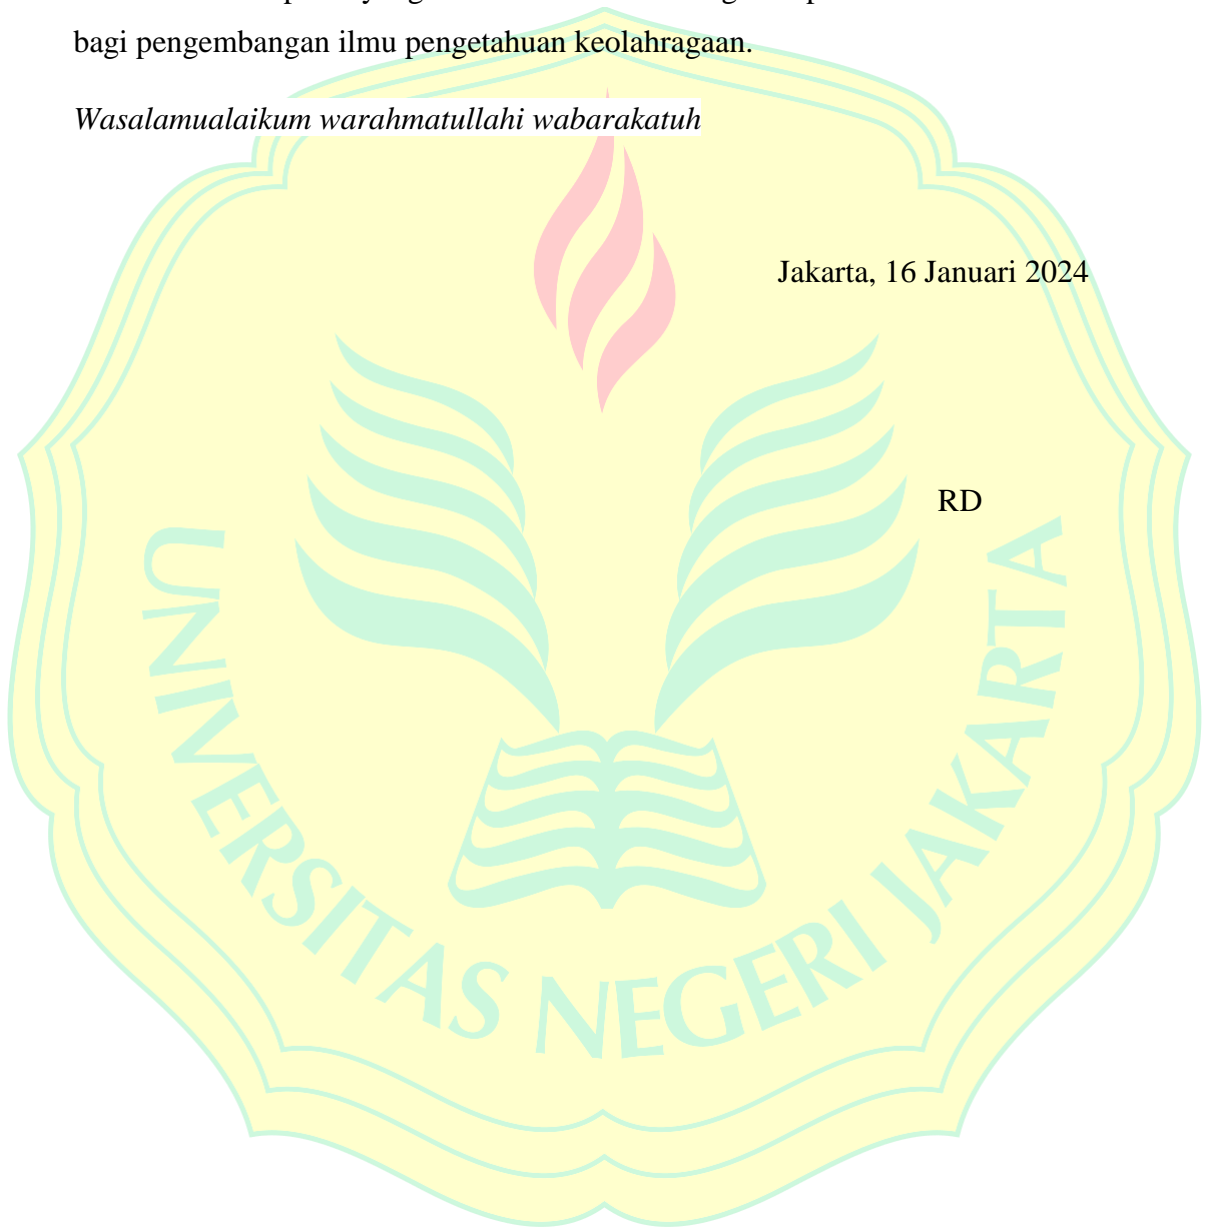 bagi pengembangan ilmu pengetahuan keolahragaan.
Wasalamualaikum warahmatullahi wabarakatuh
Jakarta, 16 Januari 2024
RD
UNIVERSITAS NEGERI JAKARTA